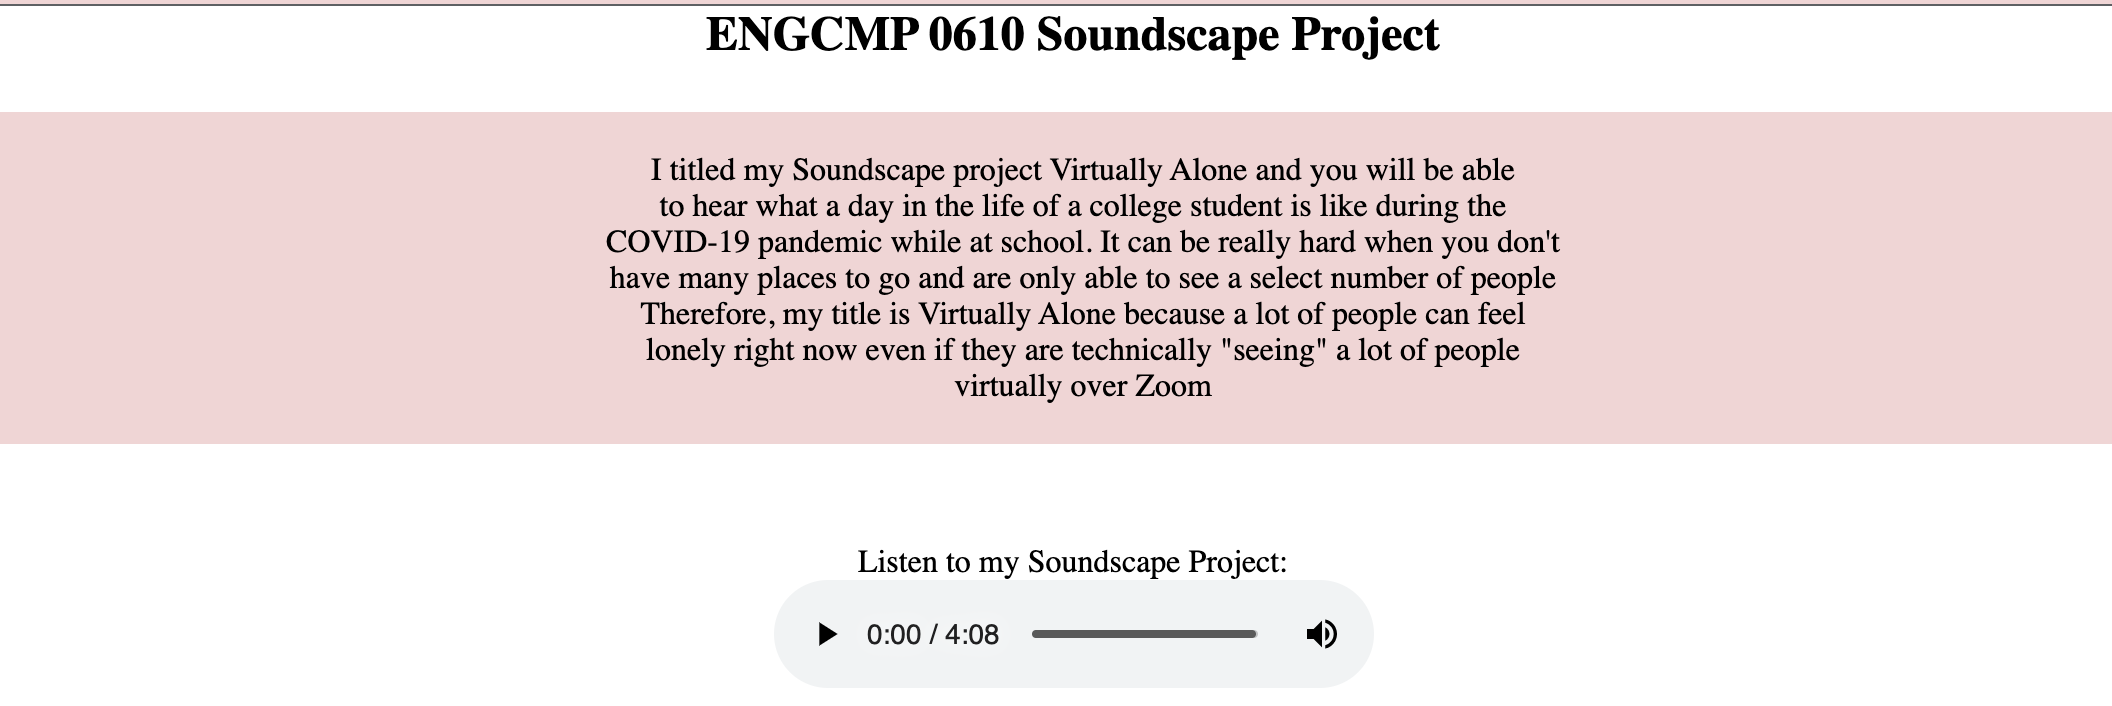 ENGCMP 0610 Soundscape Project
I titled my Soundscape project Virtually Alone and you will be able
to hear what a day in the life of a college student is like during the
COVID-19 pandemic while at school. It can be really hard when you don't
have many places to go and are only able to see a select number of people
Therefore, my title is Virtually Alone because a lot of people can feel
lonely right now even if they are technically "seeing" a lot of people
virtually over Zoom
Listen to my Soundscape Project:
0:00 / 4:08